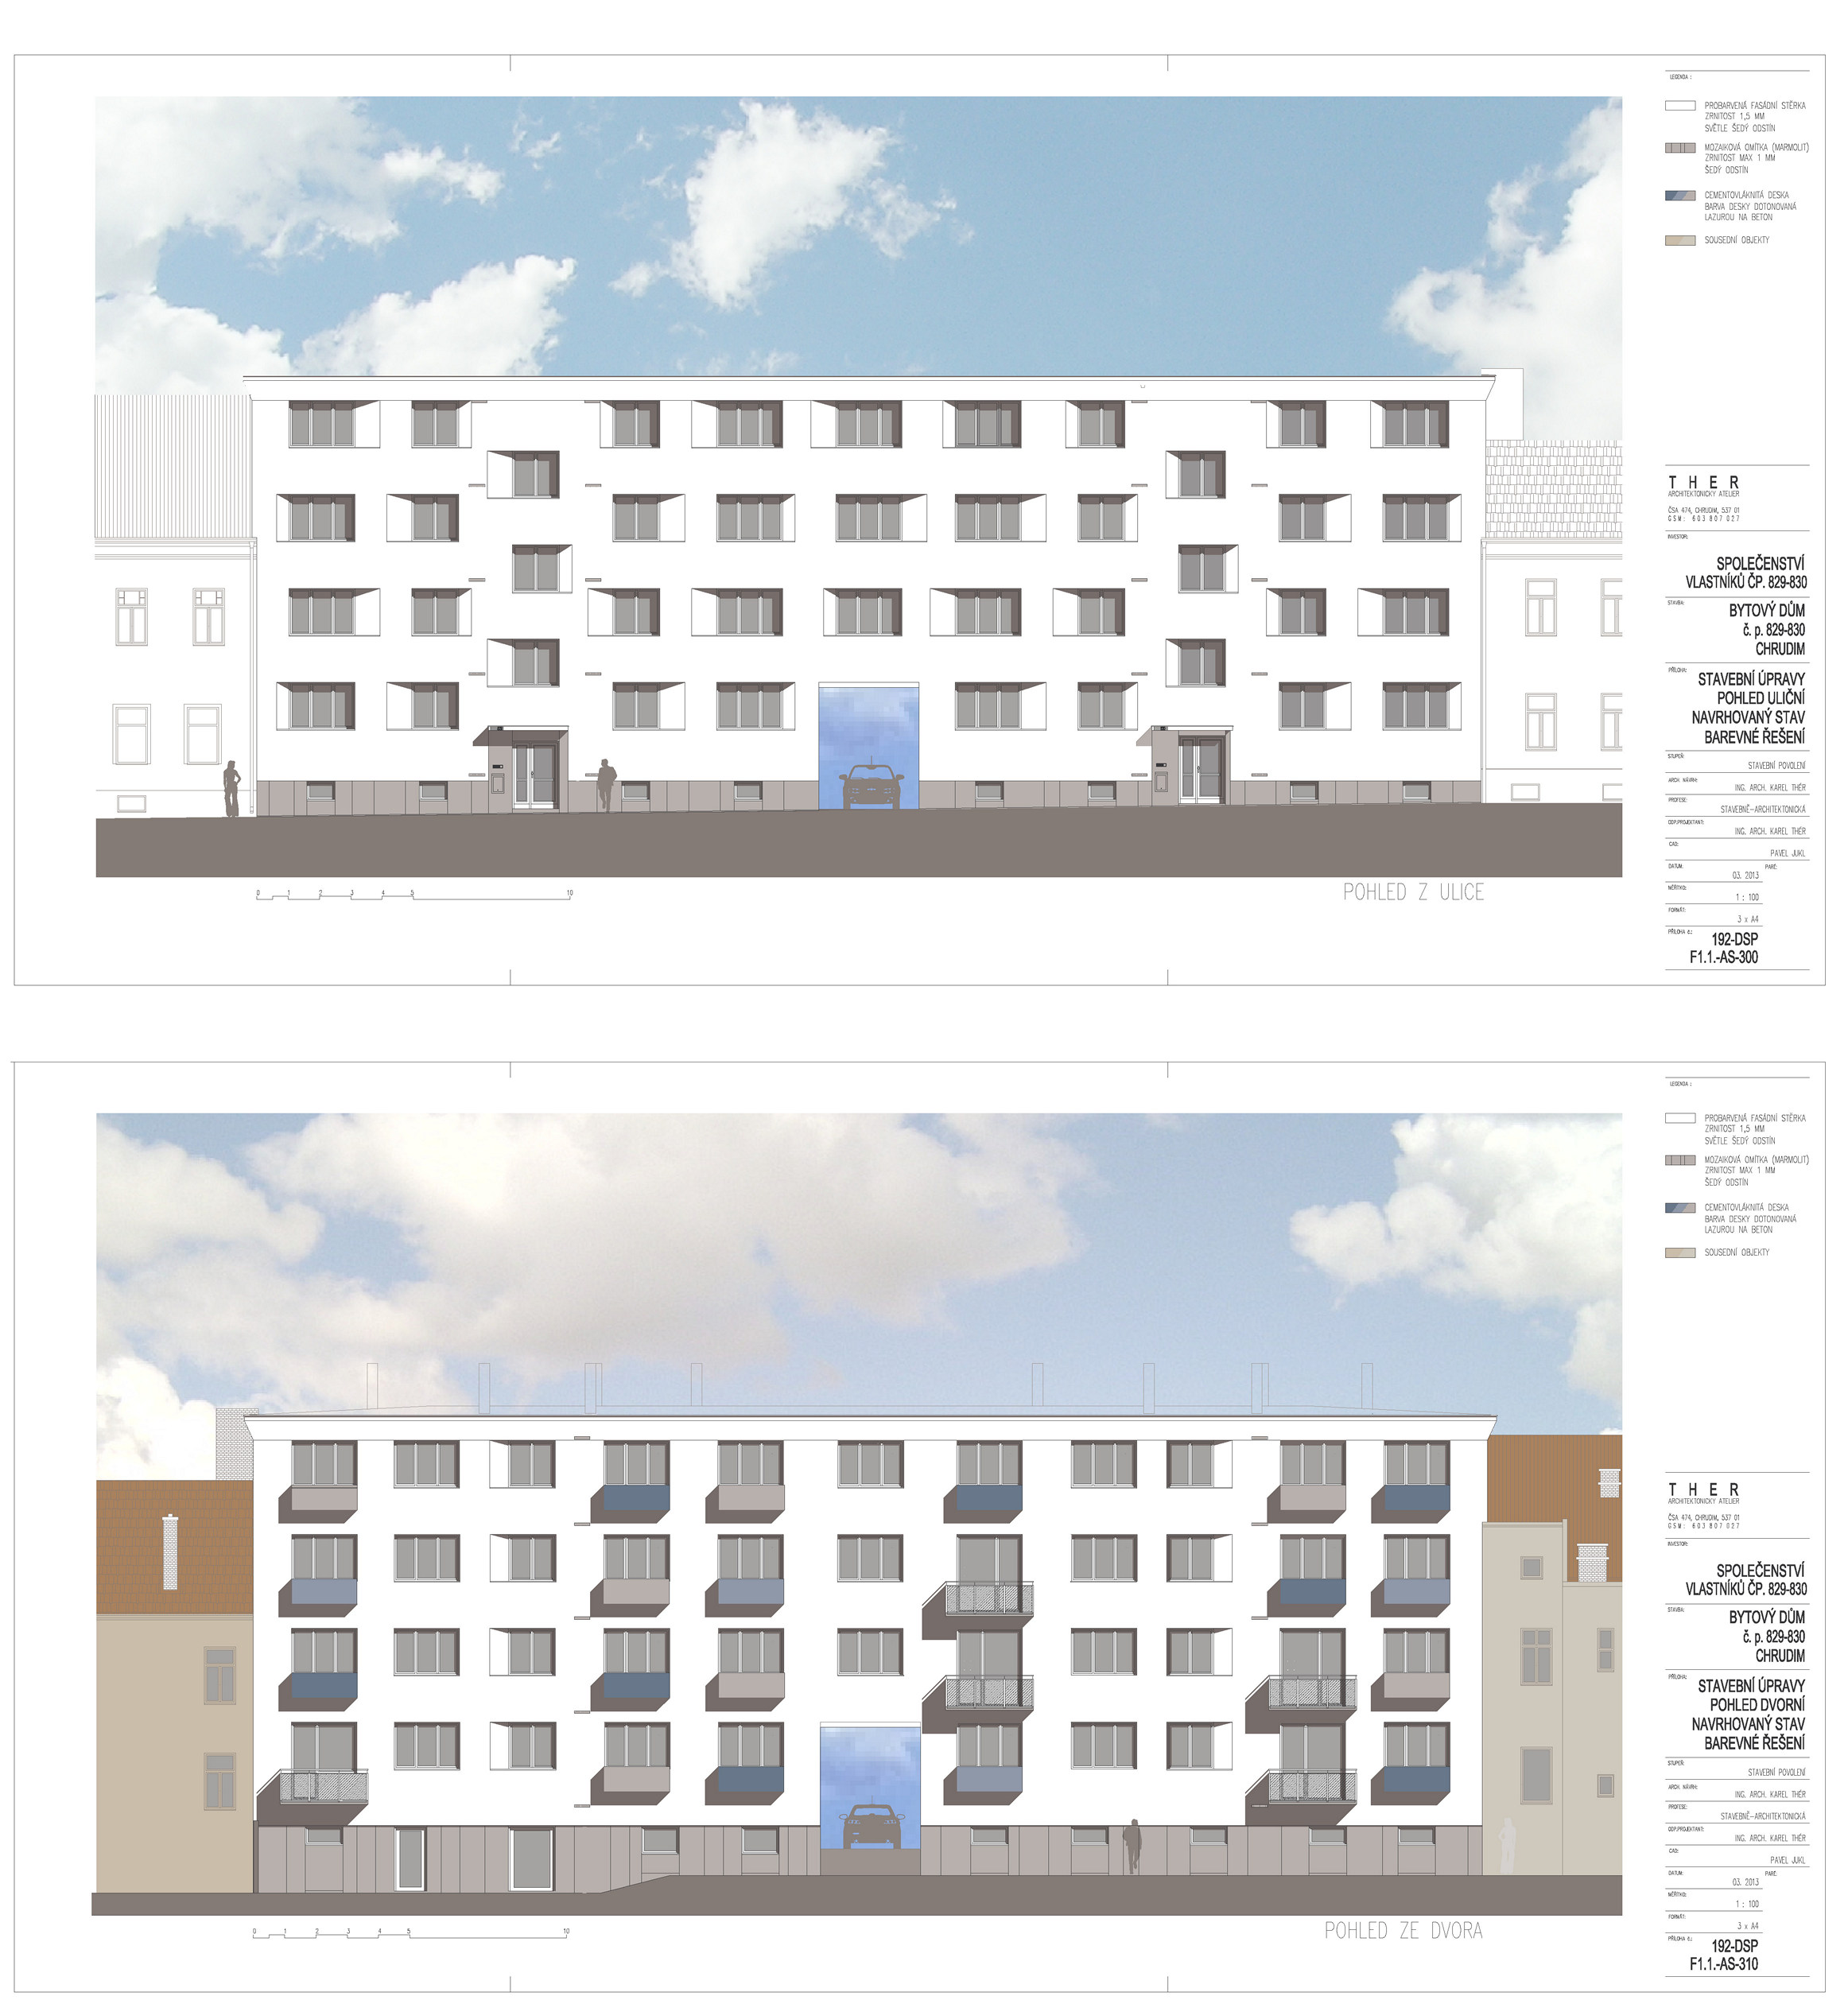 LEGENDA :
PROBARVENÁ FASÁDNÍ STĚRKA
ZRNITOST 1,5 MM
SVĚTLE ŠEDÝ ODSTÍN
MOZAIKOVÁ OMÍTKA (MARMOLIT)
ZRNITOST MAX 1 MM
ŠEDÝ ODSTÍN
CEMENTOVLÁKNITÁ DESKA
BARVA DESKY DOTONOVANÁ
LAZUROU NA BETON
SOUSEDNÍ OBJEKTY
T H E R
ARCHITEKTONICKY ATELIER
ČSA 474, CHRUDIM, 537 01
GSM: 603 807 027
INVESTOR:
SPOLEČENSTVÍ
VLASTNÍKŮ ČP. 829-830
STAVBA:
BYTOVÝ DŮM
č. p. 829-830
CHRUDIM
PŘÍLOHA:
STAVEBNÍ ÚPRAVY
POHLED ULIČNÍ
NAVRHOVANÝ STAV
BAREVNÉ ŘEŠENÍ
STUPEŇ:
STAVEBNÍ POVOLENÍ
ARCH. NÁVRH:
ING. ARCH. KAREL THÉR
PROFESE:
STAVEBNĚ-ARCHITEKTONICKÁ
ODP.PROJEKTANT:
ING. ARCH. KAREL THÉR
CAD:
PAVEL JUKL
DATUM: PARÉ:
03. 2013
MĚŘÍTKO:
1 : 100
FORMÁT:
3 x A4
PŘÍLOHA č.:
192-DSP
F1.1.-AS-300
0 1 2 3 4 5 10
POHLED Z ULICE
LEGENDA :
PROBARVENÁ FASÁDNÍ STĚRKA
ZRNITOST 1,5 MM
SVĚTLE ŠEDÝ ODSTÍN
MOZAIKOVÁ OMÍTKA (MARMOLIT)
ZRNITOST MAX 1 MM
ŠEDÝ ODSTÍN
CEMENTOVLÁKNITÁ DESKA
BARVA DESKY DOTONOVANÁ
LAZUROU NA BETON
SOUSEDNÍ OBJEKTY
T H E R
ARCHITEKTONICKY ATELIER
ČSA 474, CHRUDIM, 537 01
GSM: 603 807 027
INVESTOR:
SPOLEČENSTVÍ
VLASTNÍKŮ ČP. 829-830
STAVBA:
BYTOVÝ DŮM
č. p. 829-830
CHRUDIM
PŘÍLOHA:
STAVEBNÍ ÚPRAVY
POHLED DVORNÍ
NAVRHOVANÝ STAV
BAREVNÉ ŘEŠENÍ
STUPEŇ:
STAVEBNÍ POVOLENÍ
ARCH. NÁVRH:
ING. ARCH. KAREL THÉR
PROFESE:
STAVEBNĚ-ARCHITEKTONICKÁ
ODP.PROJEKTANT:
ING. ARCH. KAREL THÉR
CAD:
PAVEL JUKL
DATUM: PARÉ:
03. 2013
MĚŘÍTKO:
1 : 100
FORMÁT:
3 x A4
PŘÍLOHA č.:
192-DSP
F1.1.-AS-310
0 1 2 3 4 5 10
POHLED ZE DVORA